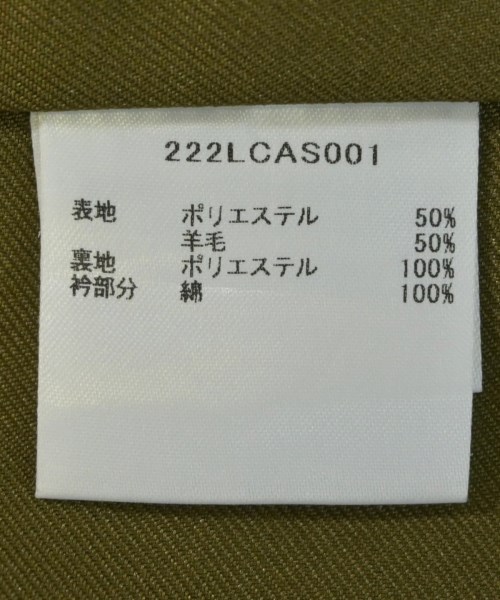 222LCAS001
表地 ポリエステル 50%
羊毛 50%
裏地 ポリエステル 100%
衿部分 綿 100%